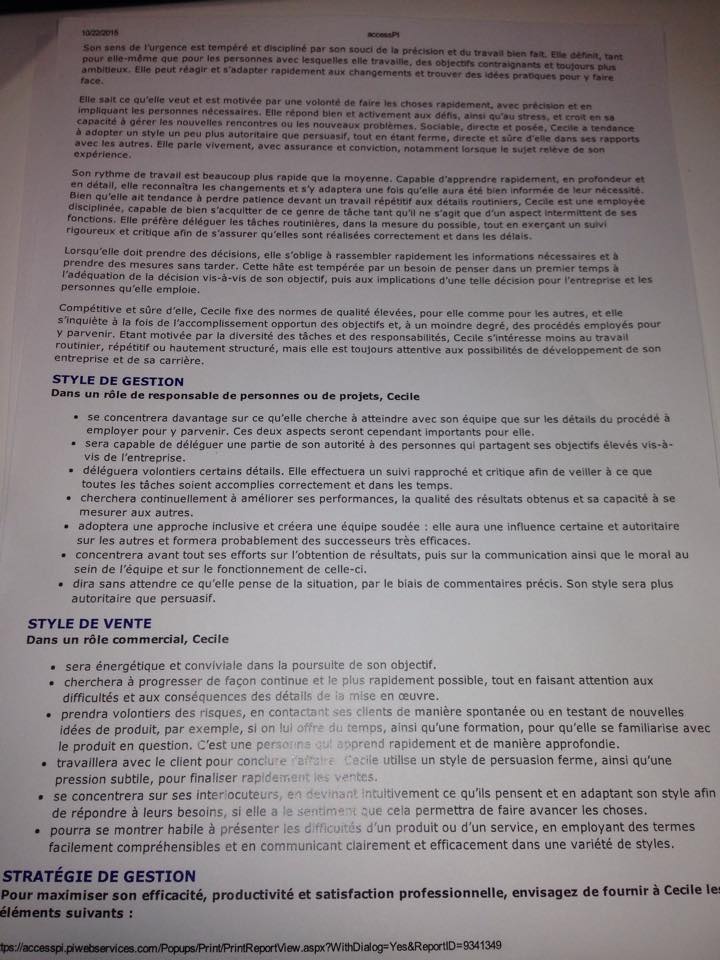 10/22/2015 accessPI
Son sens de l'urgence est tempéré et discipliné par son souci de la précision et du travail bien fait. Elle définit, tant
pour elle-même que pour les personnes avec lesquelles elle travaille, des objectifs contraignants et toujours plus
ambitieux. Elle peut réagir et s'adapter rapidement aux changements et trouver des idées pratiques pour y faire
face.
Elle sait ce qu'elle veut et est motivée par une volonté de faire les choses rapidement, avec précision et en
impliquant les personnes nécessaires. Elle répond bien et activement aux défis, ainsi qu'au stress, et croit en sa
capacité à gérer les nouvelles rencontres ou les nouveaux problèmes. Sociable, directe et posée, Cecile a tendance
à adopter un style un peu plus autoritaire que persuasif, tout en étant ferme, directe et sûre d'elle dans ses rapports
avec les autres. Elle parle vivement, avec assurance et conviction, notamment lorsque le sujet relève de son
expérience.
Son rythme de travail est beaucoup plus rapide que la moyenne. Capable d'apprendre rapidement, en profondeur et
en détail, elle reconnaîtra les changements et s'y adaptera une fois qu'elle aura été bien informée de leur nécessité.
Bien qu'elle ait tendance à perdre patience devant un travail répétitif aux détails routiniers, Cecile est une employée
disciplinée, capable de bien s'acquitter de ce genre de tâche tant qu'il ne s'agit que d'un aspect intermittent de ses
fonctions. Elle préfère déléguer les tâches routinières, dans la mesure du possible, tout en exerçant un suivi
rigoureux et critique afin de s'assurer qu'elles sont réalisées correctement et dans les délais.
Lorsqu'elle doit prendre des décisions, elle s'oblige à rassembler rapidement les informations nécessaires et à
prendre des mesures sans tarder. Cette hâte est tempérée par un besoin de penser dans un premier temps à
l'adéquation de la décision vis-à-vis de son objectif, puis aux implications d'une telle décision pour l'entreprise et les
personnes qu'elle emploie.
Compétitive et sûre d'elle, Cecile fixe des normes de qualité élevées, pour elle comme pour les autres, et elle
s'inquiète à la fois de l'accomplissement opportun des objectifs et, à un moindre degré, des procédés employés pour
y parvenir. Etant motivée par la diversité des tâches et des responsabilités, Cecile s'intéresse moins au travail
routinier, répétitif ou hautement structuré, mais elle est toujours attentive aux possibilités de développement de son
entreprise et de sa carrière.
STYLE DE GESTION
Dans un rôle de responsable de personnes ou de projets, Cecile
• se concentrera davantage sur ce qu'elle cherche à atteindre avec son équipe que sur les détails du procédé à
employer pour y parvenir. Ces deux aspects seront cependant importants pour elle.
• sera capable de déléguer une partie de son autorité à des personnes qui partagent ses objectifs élevés vis-à-
vis de l'entreprise.
• déléguera volontiers certains détails. Elle effectuera un suivi rapproché et critique afin de veiller à ce que
toutes les tâches soient accomplies correctement et dans les temps.
• cherchera continuellement à améliorer ses performances, la qualité des résultats obtenus et sa capacité à se
mesurer aux autres.
• adoptera une approche inclusive et créera une équipe soudée : elle aura une influence certaine et autoritaire
sur les autres et formera probablement des successeurs très efficaces.
• concentrera avant tout ses efforts sur l'obtention de résultats, puis sur la communication ainsi que le moral au
sein de l'équipe et sur le fonctionnement de celle-ci.
• dira sans attendre ce qu'elle pense de la situation, par le biais de commentaires précis. Son style sera plus
autoritaire que persuasif.
STYLE DE VENTE
Dans un rôle commercial, Cecile
• sera énergétique et conviviale dans la poursuite de son objectif.
• cherchera à progresser de façon continue et le plus rapidement possible, tout en faisant attention aux
difficultés et aux conséquences des détails de la mise en œuvre.
• prendra volontiers des risques, en contactant ses clients de manière spontanée ou en testant de nouvelles
idées de produit, par exemple, si on lui offre du temps, ainsi qu'une formation, pour qu'elle se familiarise avec
le produit en question. C'est une personne qui apprend rapidement et de manière approfondie.
• travaillera avec le client pour conclure l'affaire. Cecile utilise un style de persuasion ferme, ainsi qu'une
pression subtile, pour finaliser rapidement les ventes.
• se concentrera sur ses interlocuteurs, en devinant intuitivement ce qu'ils pensent et en adaptant son style afin
de répondre à leurs besoins, si elle a le sentiment que cela permettra de faire avancer les choses.
• pourra se montrer habile à présenter les difficultés d'un produit ou d'un service, en employant des termes
facilement compréhensibles et en communicant clairement et efficacement dans une variété de styles.
STRATÉGIE DE GESTION
Pour maximiser son efficacité, productivité et satisfaction professionnelle, envisagez de fournir à Cecile les
éléments suivants :
tps://accesspi.piwebservices.com/Popups/Print/PrintReportView.aspx?WithDialog=Yes&ReportID=9341349